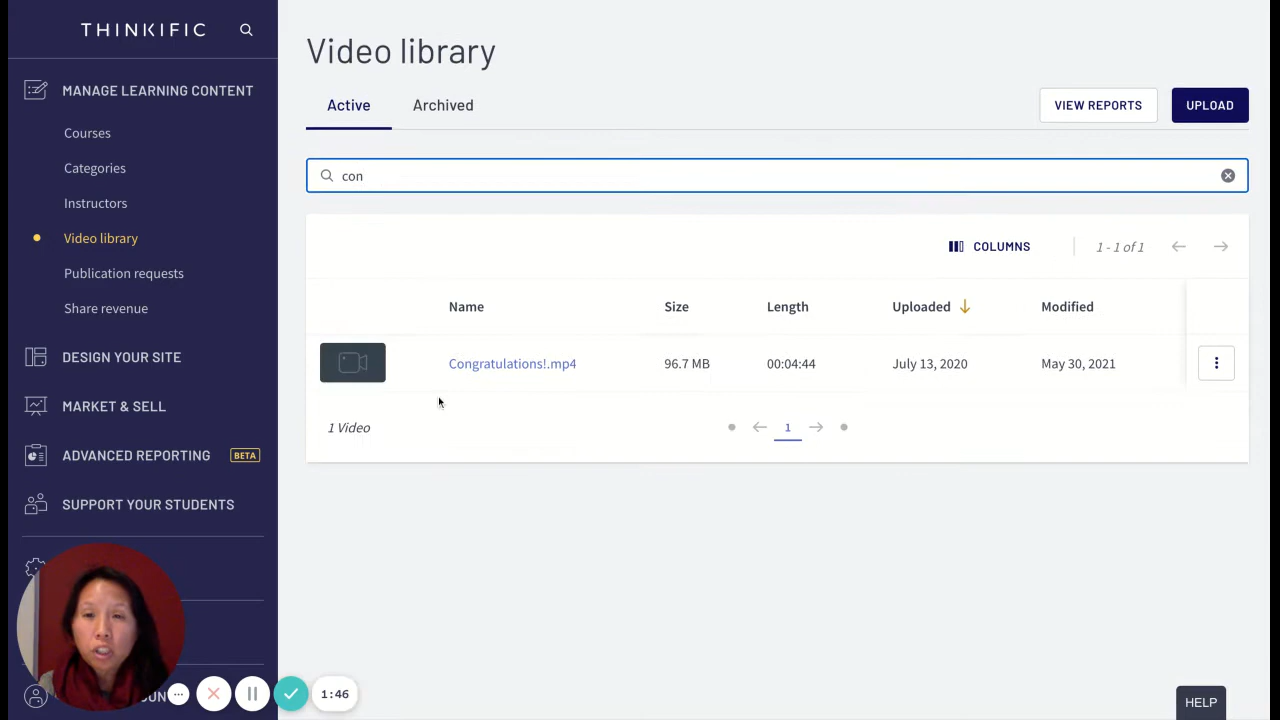 THINKIFIC
MANAGE LEARNING CONTENT
Courses
Categories
Instructors
Video library
Publication requests
Share revenue
DESIGN YOUR SITE
MARKET & SELL
ADVANCED REPORTING BETA
SUPPORT YOUR STUDENTS
Video library
Active Archived
VIEW REPORTS UPLOAD
con
COLUMNS 1 - 1 of 1
Name Size Length Uploaded Modified
Congratulations!.mp4 96.7 MB 00:04:44 July 13, 2020 May 30, 2021
1 Video 1
1:46
HELP